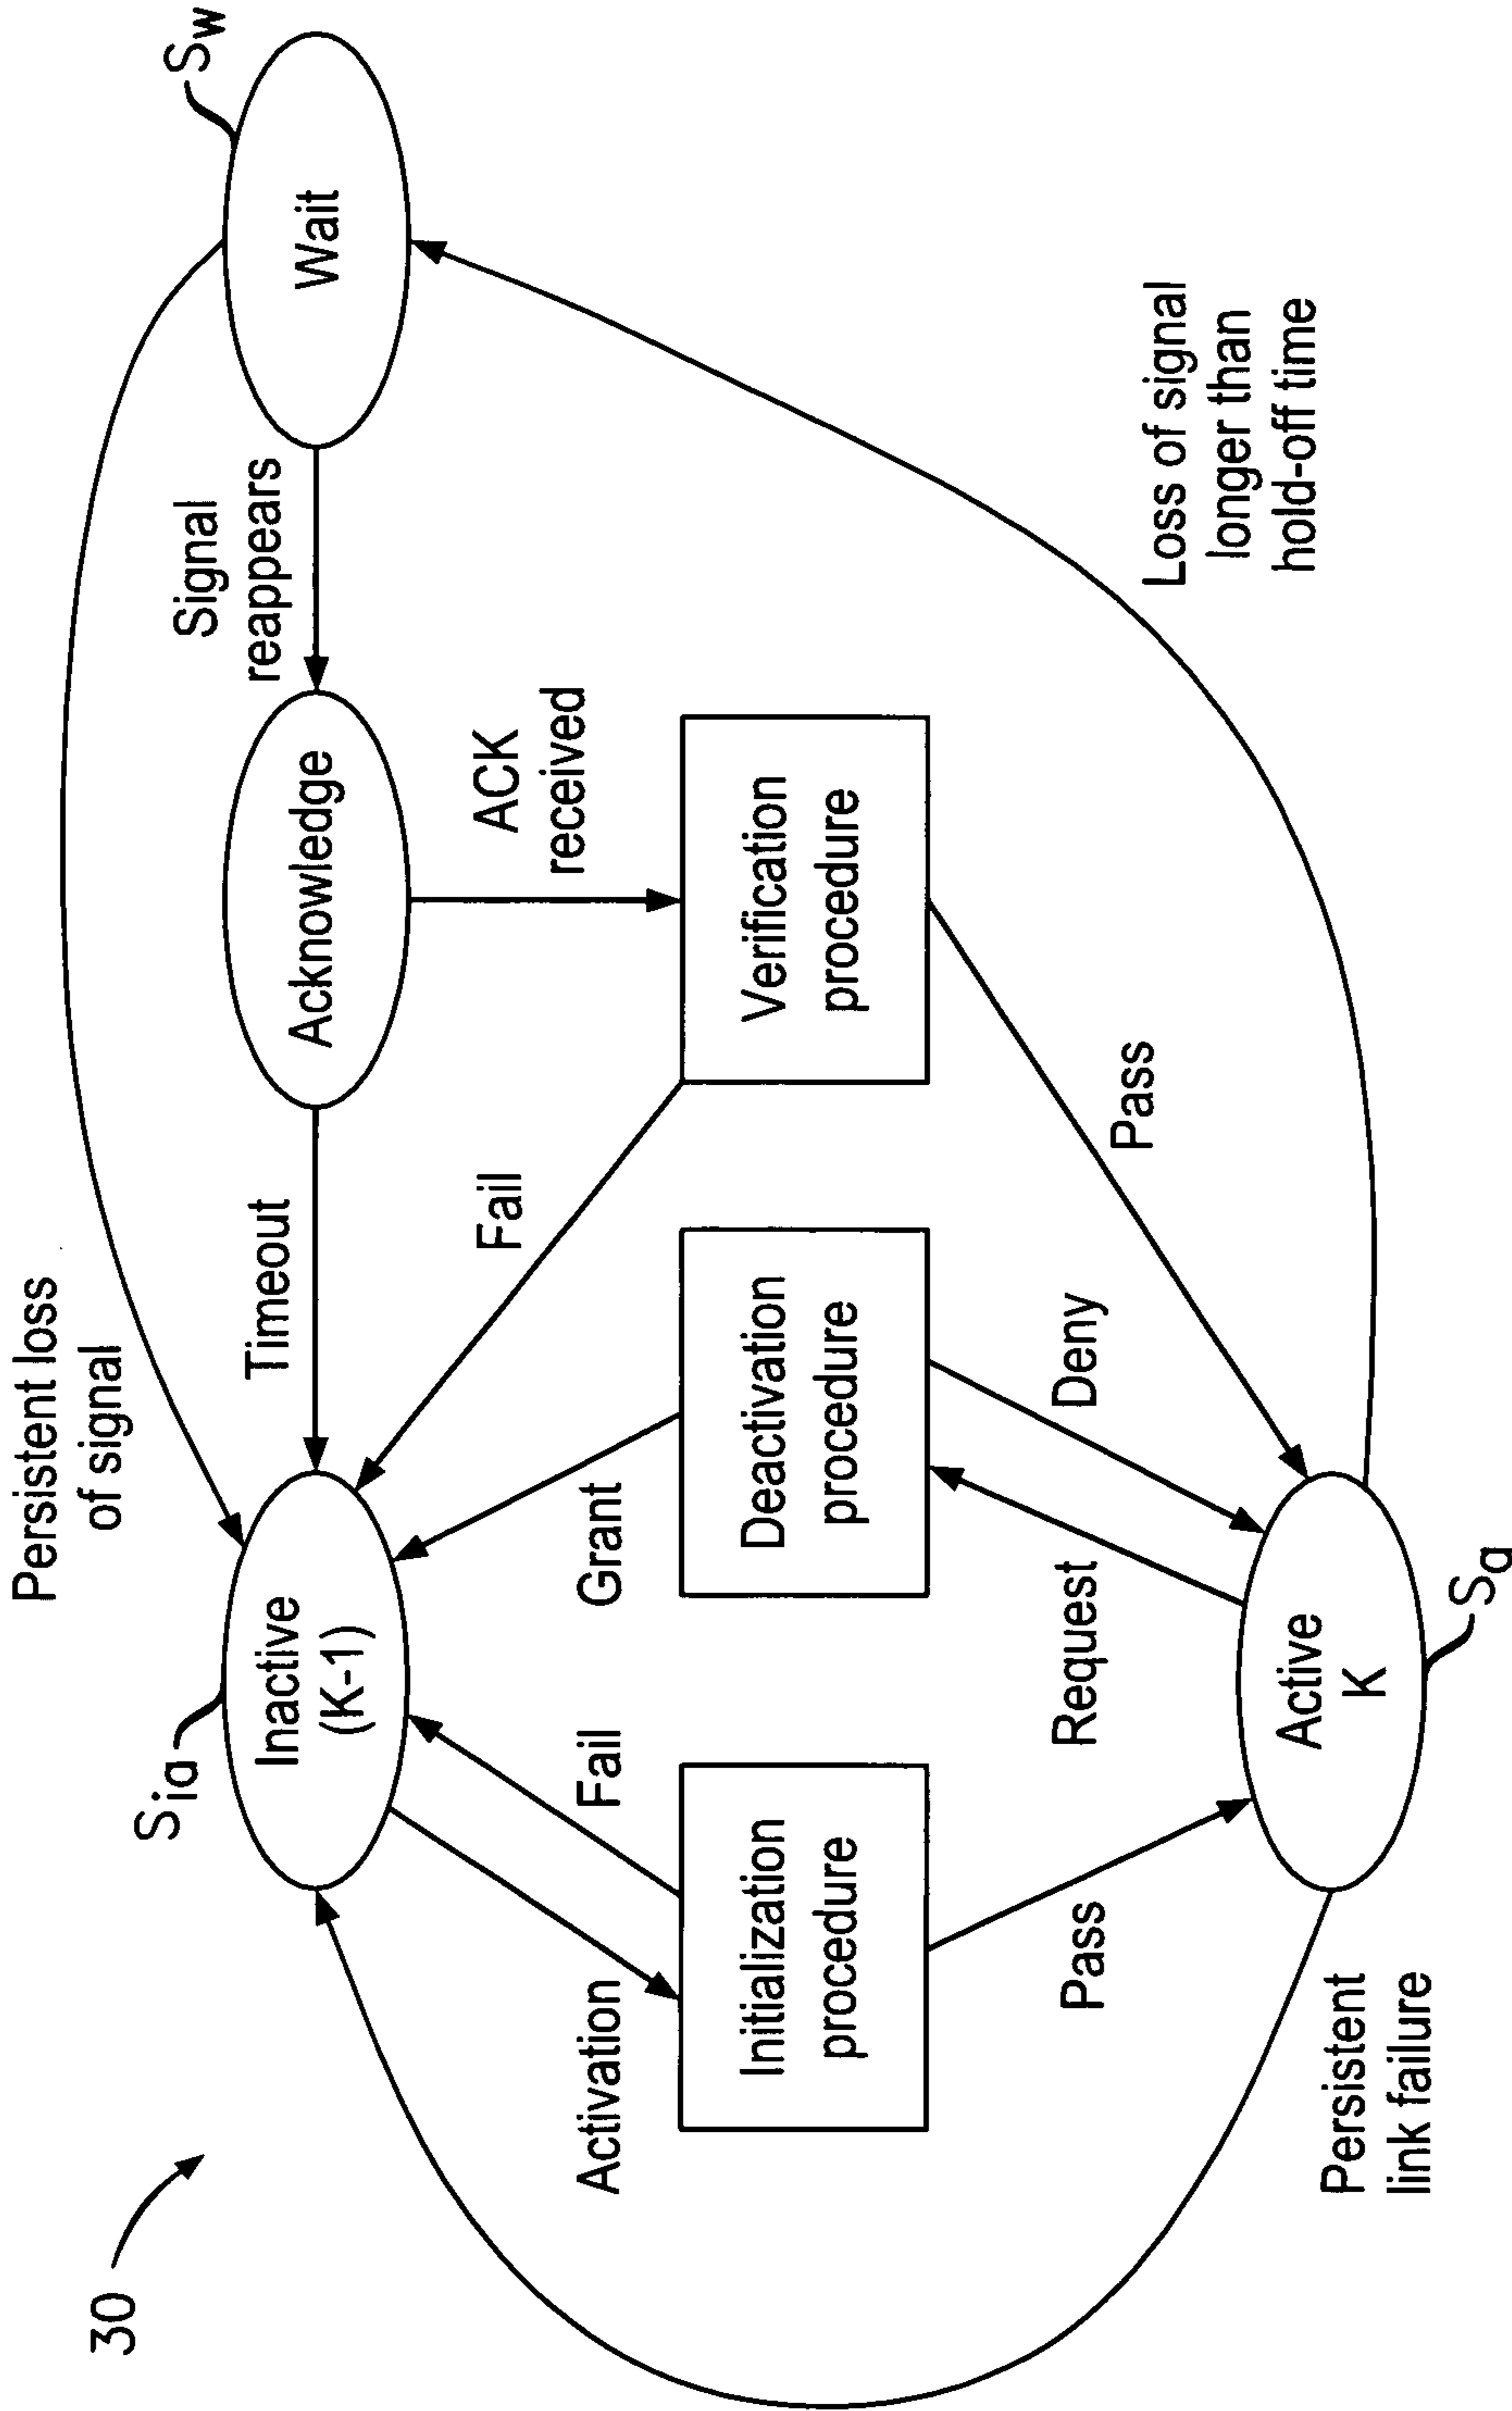 30
Persistent loss
of signal
Sia
Inactive
(K-1)
Timeout
Acknowledge
Signal
reappears
Wait
Sw
Activation
Fail
Grant
Fail
ACK
received
Initialization
procedure
Deactivation
procedure
Verification
procedure
Pass
Request
Deny
Pass
Loss of signal
longer than
hold-off time
Persistent
link failure
Active
K
Sa